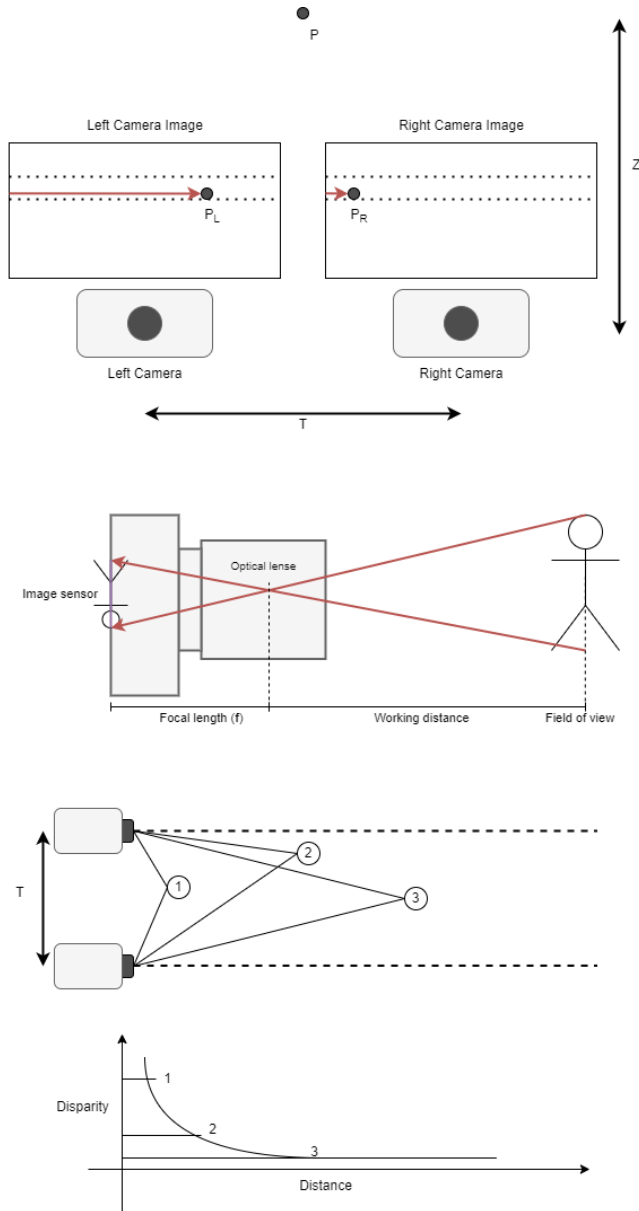 P
Z
Left Camera Image
Right Camera Image
P_L
P_R
Left Camera
Right Camera
T
Optical lense
Image sensor
Focal length (f)
Working distance
Field of view
T
1
2
3
Disparity
1
2
3
Distance